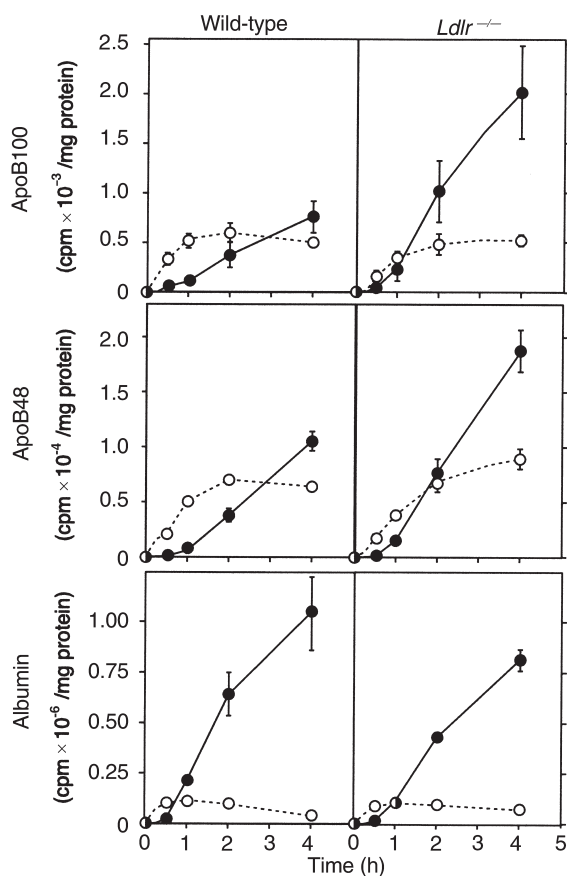 Wild-type Ldlr −/−
ApoB100
(cpm × 10⁻³ /mg protein)
2.5
2.0
1.5
1.0
0.5
0
ApoB48
(cpm × 10⁻⁴ /mg protein)
2.0
1.5
1.0
0.5
0
Albumin
(cpm × 10⁻⁶ /mg protein)
1.00
0.75
0.50
0.25
0
0 1 2 3 4 0 1 2 3 4 5
Time (h)